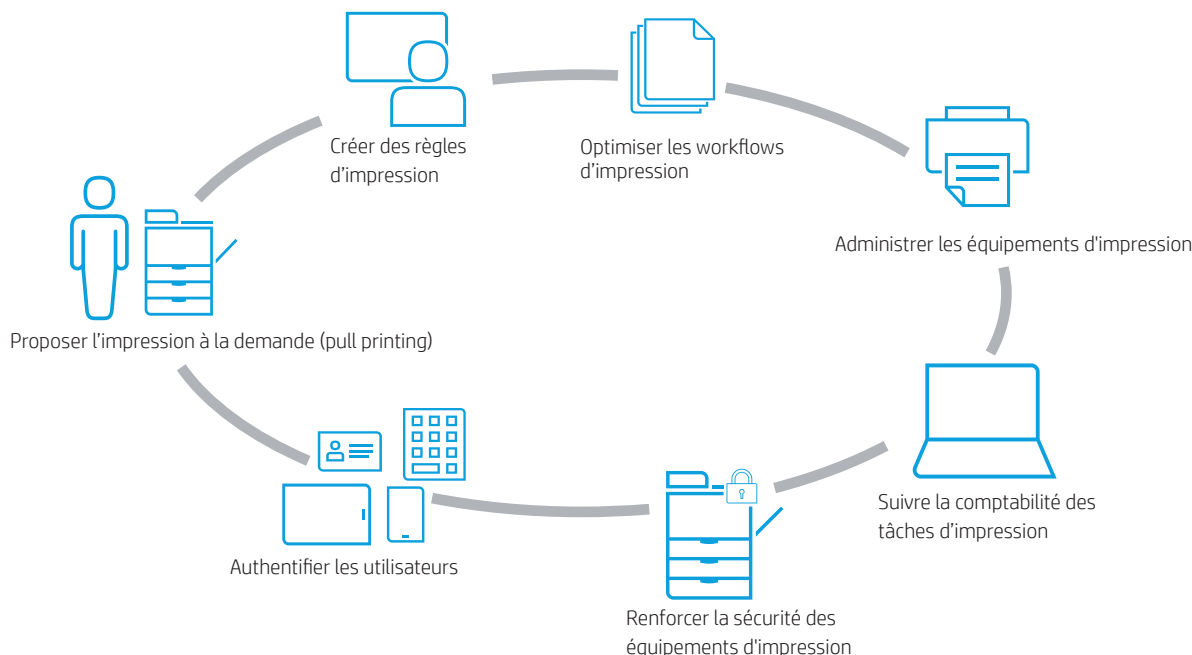 Créer des règles
d’impression
Optimiser les workflows
d’impression
Administrer les équipements d'impression
Proposer l’impression à la demande (pull printing)
Suivre la comptabilité des
tâches d’impression
Authentifier les utilisateurs
Renforcer la sécurité des
équipements d'impression